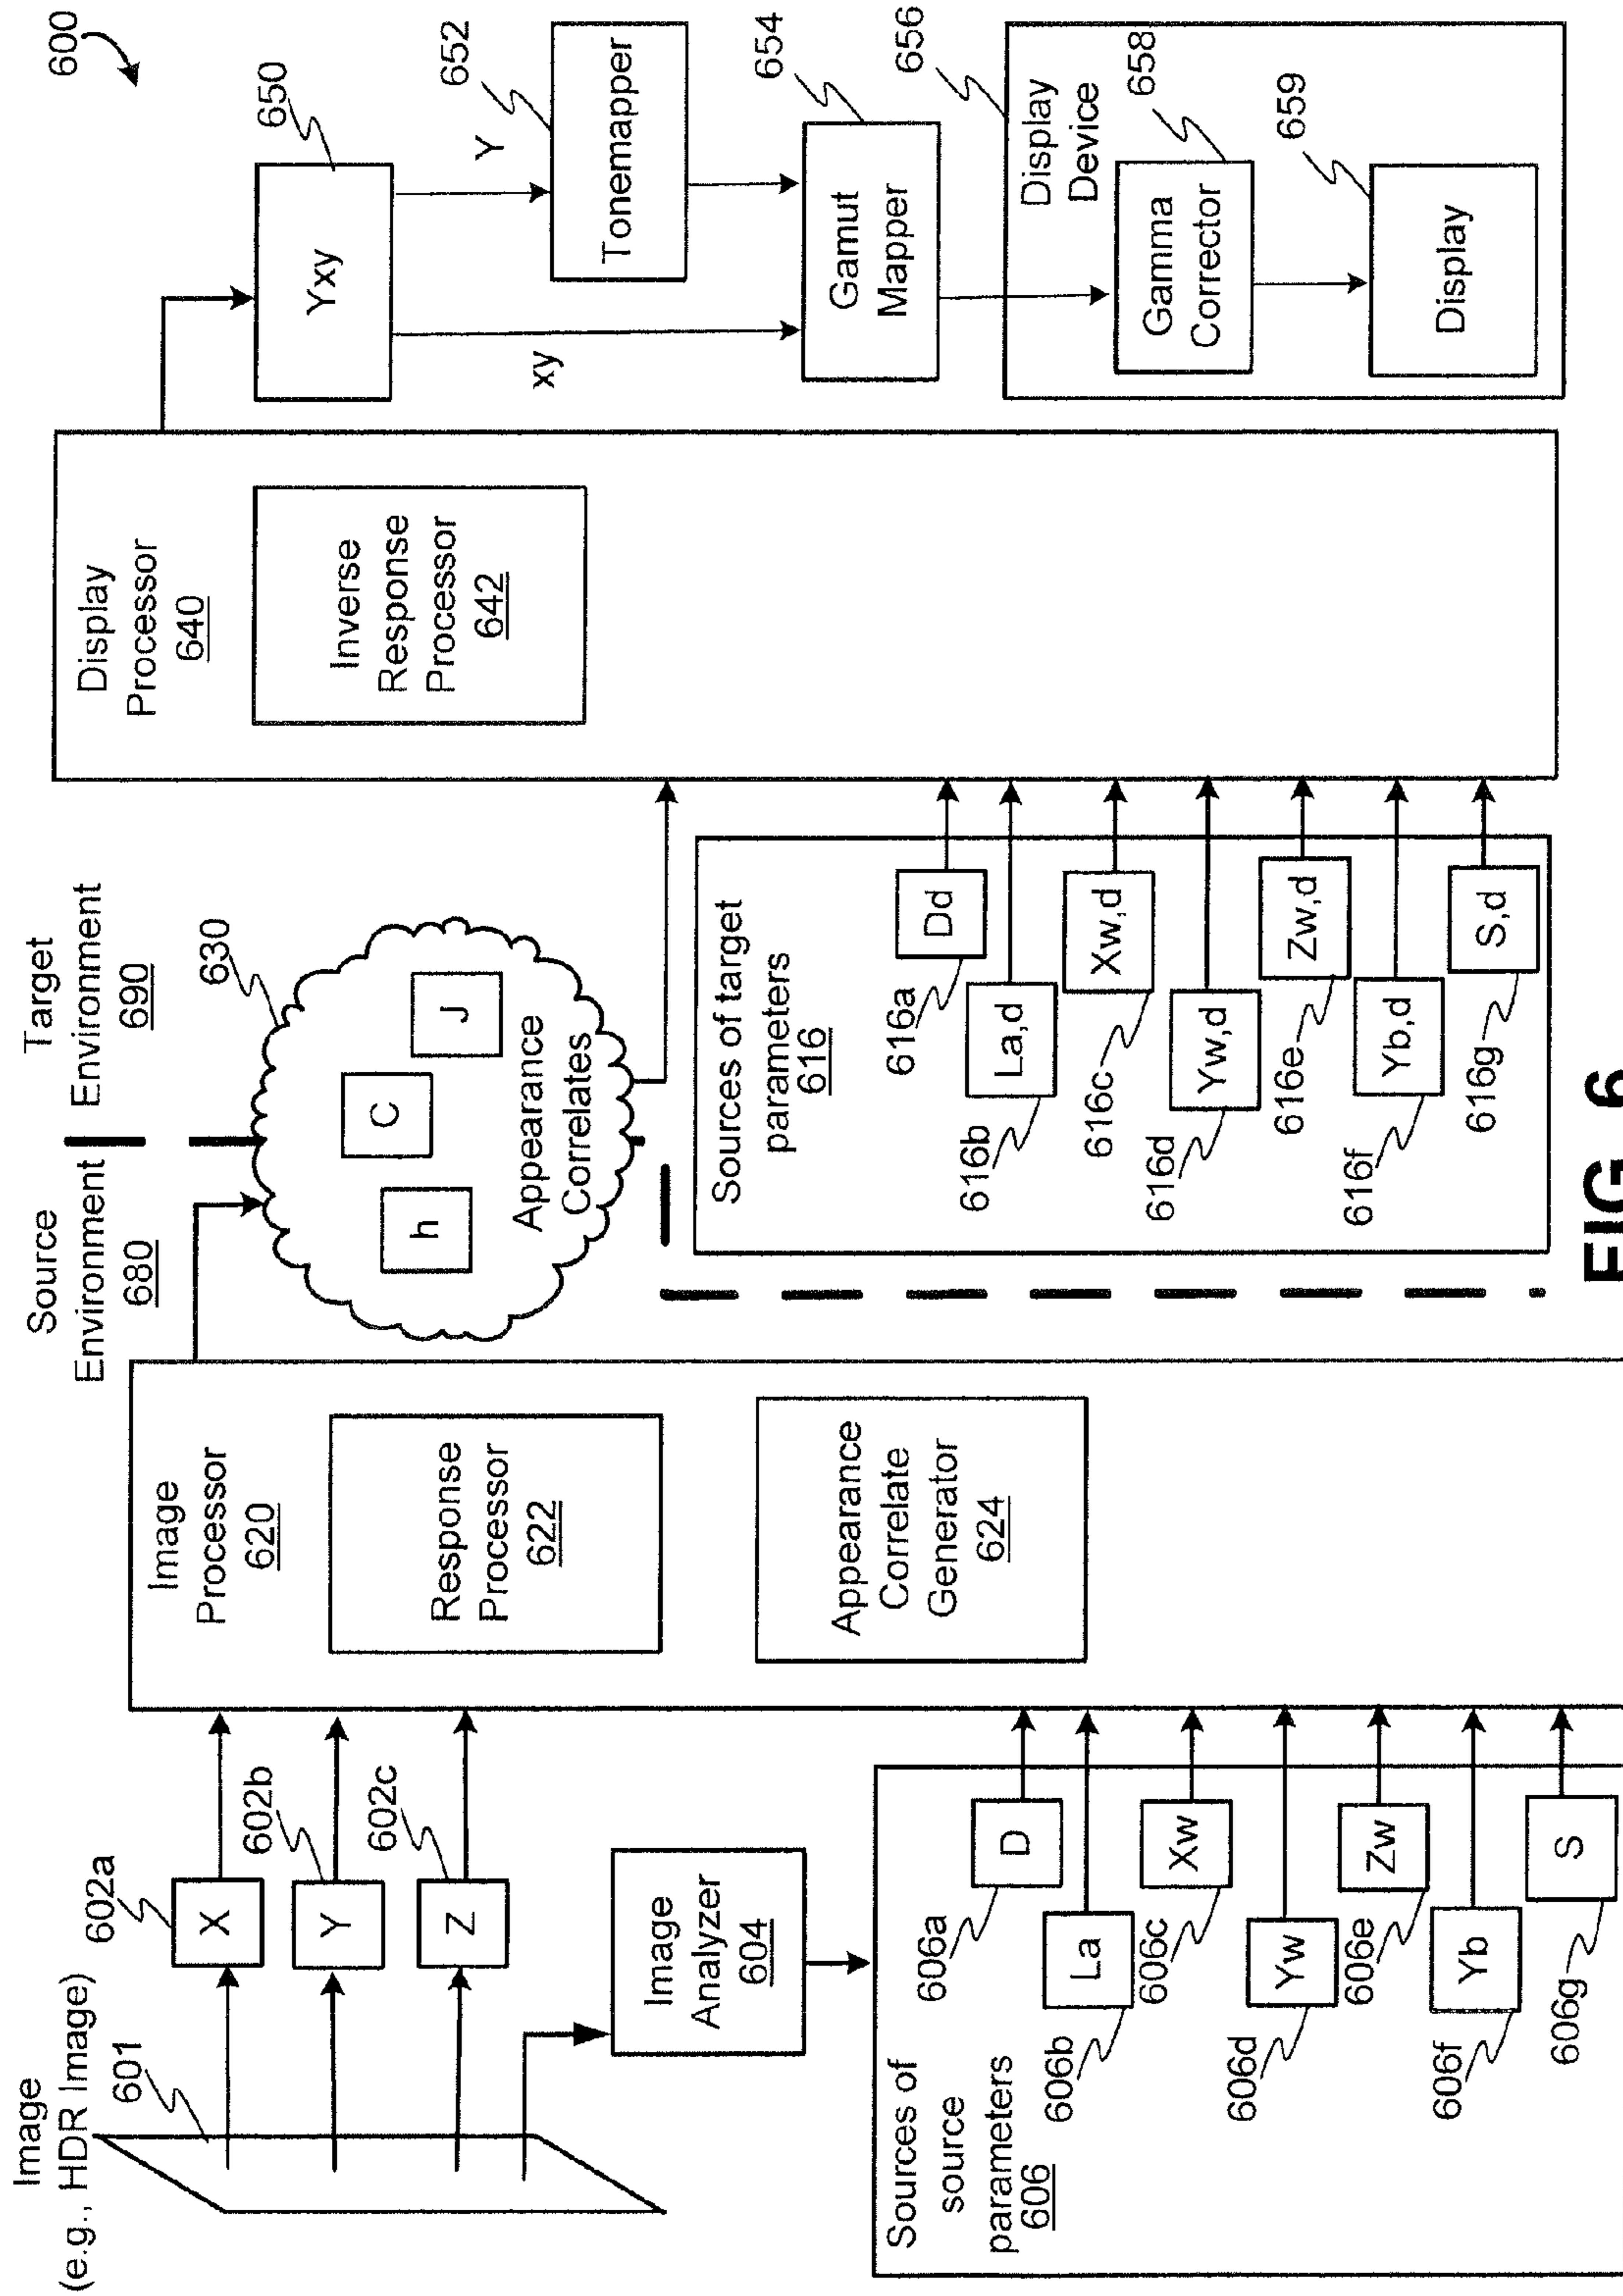 600
Image
(e.g., HDR Image)
601
602a
X
602b
Y
602c
Z
Image
Analyzer
604
Sources of
source
parameters
606
606a
D
606b
La
606c
Xw
606d
Yw
606e
Zw
606f
Yb
606g
S
Image
Processor
620
Response
Processor
622
Appearance
Correlate
Generator
624
Source
Environment
680
Target
Environment
690
630
h
C
J
Appearance
Correlates
Sources of target
parameters
616
616a
Dd
616b
La,d
616c
Xw,d
616d
Yw,d
616e
Zw,d
616f
Yb,d
616g
S,d
Display
Processor
640
Inverse
Response
Processor
642
650
Yxy
xy
Y
652
Tonemapper
654
Gamut
Mapper
656
Display
Device
658
Gamma
Corrector
659
Display
FIG 6